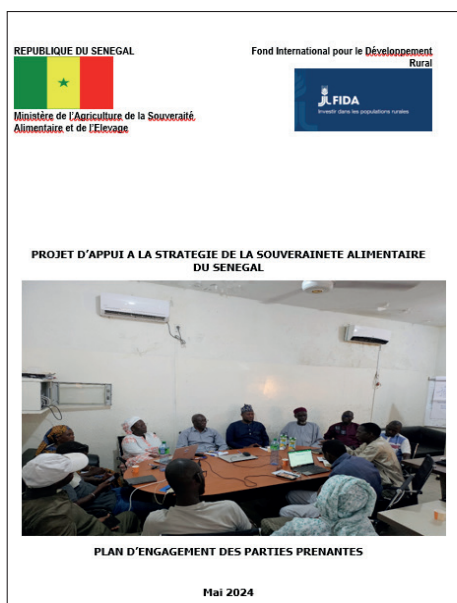 REPUBLIQUE DU SENEGAL
Fond International pour le Développement
Rural
JLFIDA
Investir dans les populations rurales
Ministère de l'Agriculture de la Souveraité
Alimentaire et de l'Elevage
PROJET D'APPUI A LA STRATEGIE DE LA SOUVERAINETE ALIMENTAIRE
DU SENEGAL
PLAN D'ENGAGEMENT DES PARTIES PRENANTES
Mai 2024